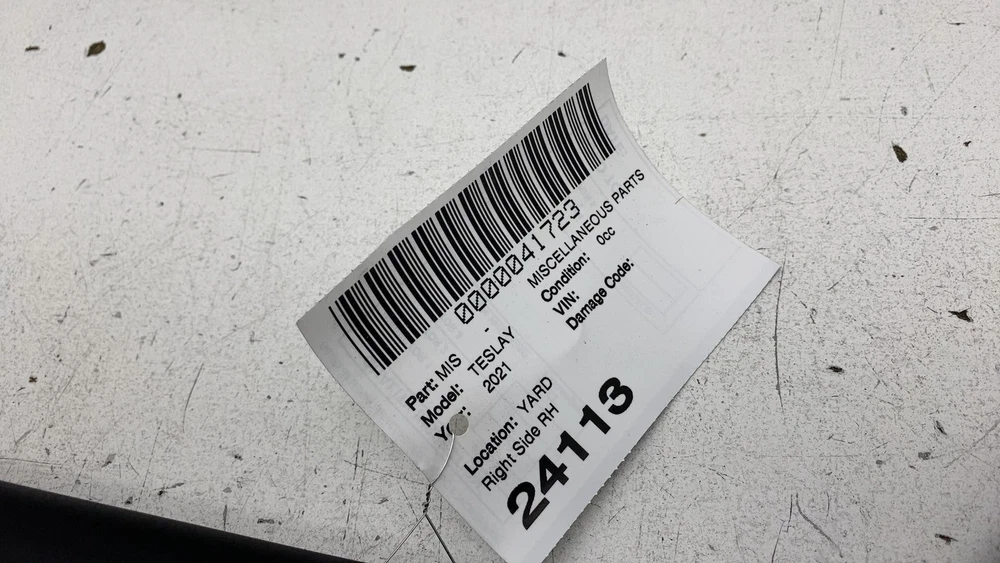 0000041723
Part: MIS - MISCELLANEOUS PARTS
Model: TESLAY Condition: 0cc
2021 VIN:
Damage Code:
Location: YARD
Right Side RH
24113